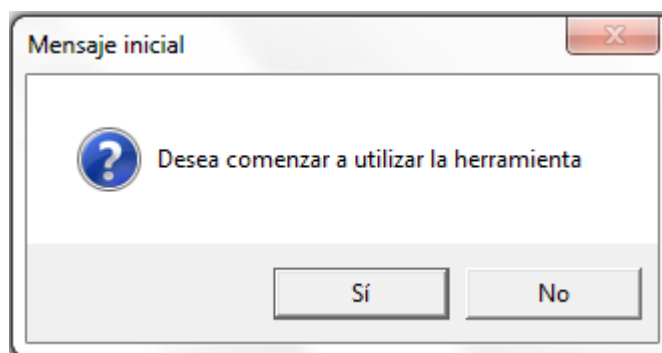 Mensaje inicial
Desea comenzar a utilizar la herramienta
Sí
No